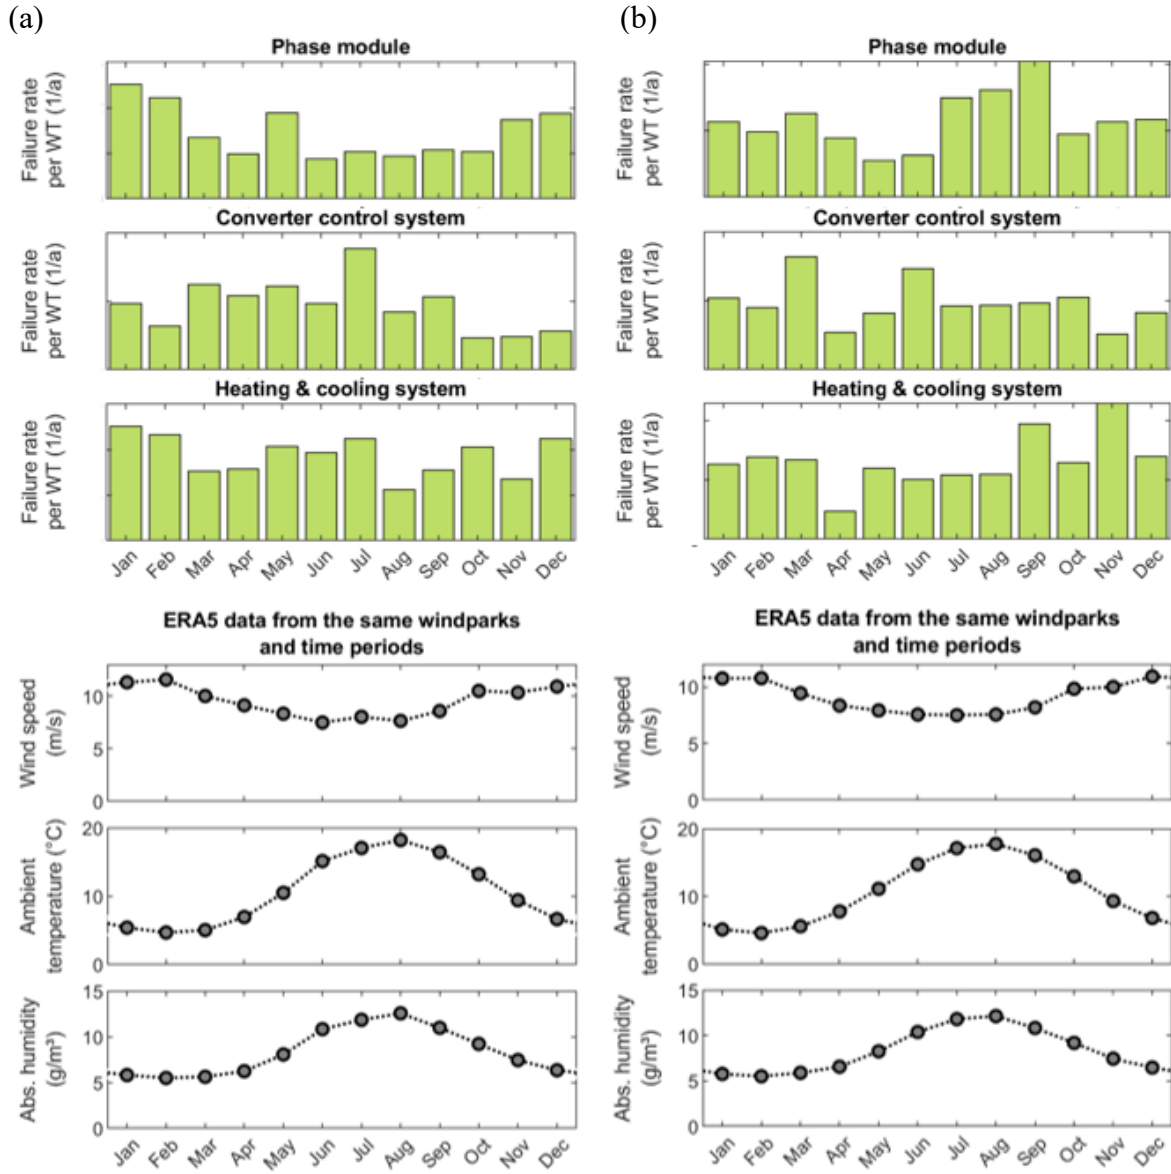 (a)
Phase module
Failure rate
per WT (1/a)
Converter control system
Failure rate
per WT (1/a)
Heating & cooling system
Failure rate
per WT (1/a)
Jan Feb Mar Apr May Jun Jul Aug Sep Oct Nov Dec
ERA5 data from the same windparks
and time periods
Wind speed
(m/s)
10
5
0
Ambient
temperature (°C)
20
10
0
Abs. humidity
(g/m³)
15
10
5
0
Jan Feb Mar Apr May Jun Jul Aug Sep Oct Nov Dec
(b)
Phase module
Failure rate
per WT (1/a)
Converter control system
Failure rate
per WT (1/a)
Heating & cooling system
Failure rate
per WT (1/a)
Jan Feb Mar Apr May Jun Jul Aug Sep Oct Nov Dec
ERA5 data from the same windparks
and time periods
Wind speed
(m/s)
10
5
0
Ambient
temperature (°C)
20
10
0
Abs. humidity
(g/m³)
15
10
5
0
Jan Feb Mar Apr May Jun Jul Aug Sep Oct Nov Dec